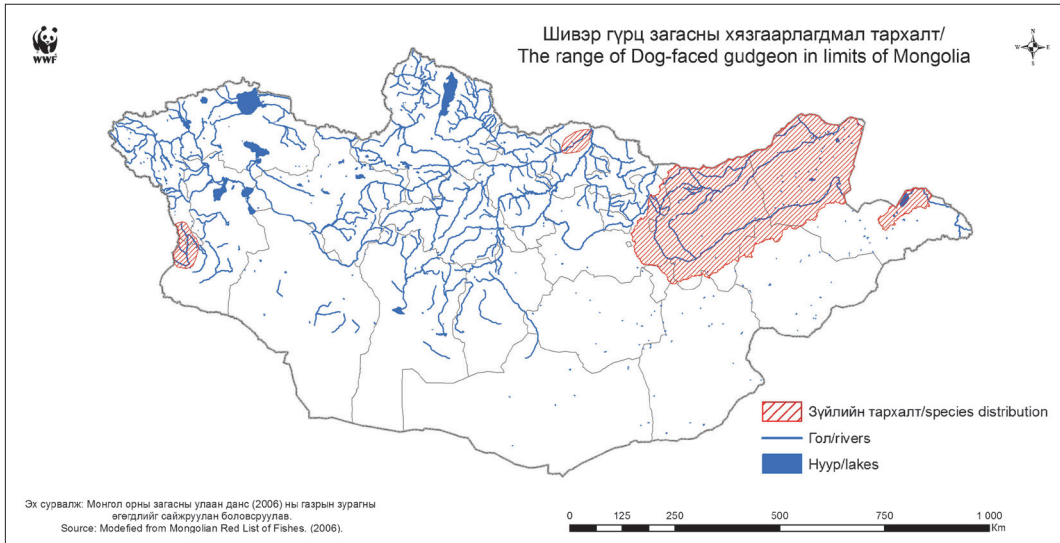 WWF
Шивэр гүрц загасны хязгаарлагдмал тархалт/
The range of Dog-faced gudgeon in limits of Mongolia
N
W E
S
Зүйлийн тархалт/species distribution
Гол/rivers
Нуур/lakes
Эх сурвалж: Монгол орны загасны улаан данс (2006) ны газрын зурагны
өгөгдлийг сайжруулан боловсруулав.
Source: Modefied from Mongolian Red List of Fishes. (2006).
0 125 250 500 750 1 000
Km